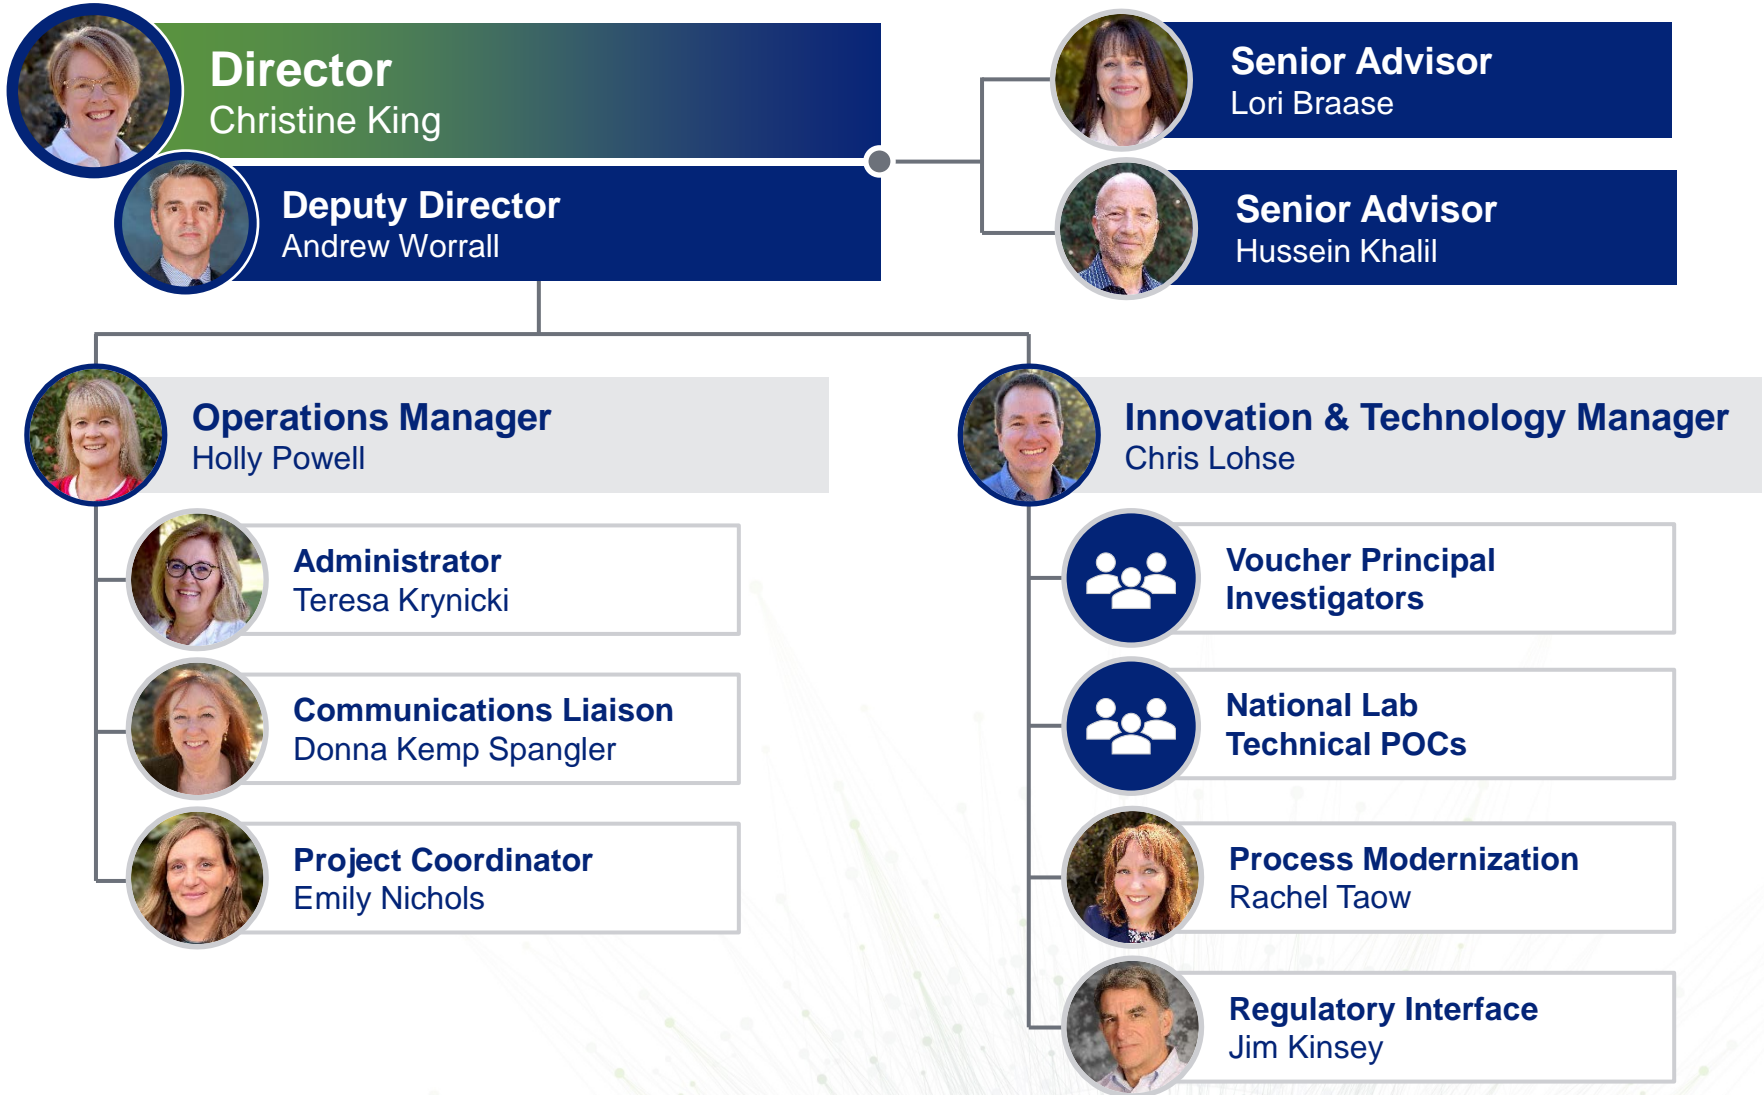 Director
Christine King
Deputy Director
Andrew Worrall
Senior Advisor
Lori Braase
Senior Advisor
Hussein Khalil
Operations Manager
Holly Powell
Administrator
Teresa Krynicki
Communications Liaison
Donna Kemp Spangler
Project Coordinator
Emily Nichols
Innovation & Technology Manager
Chris Lohse
Voucher Principal
Investigators
National Lab
Technical POCs
Process Modernization
Rachel Taow
Regulatory Interface
Jim Kinsey